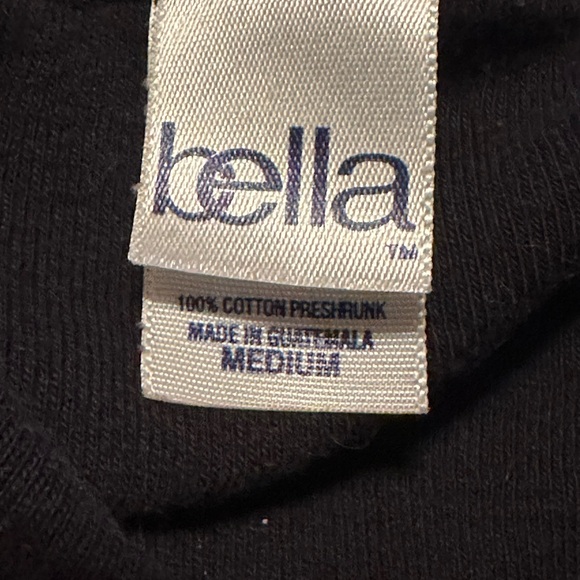 bella
TM
100% COTTON PRESHRUNK
MADE IN GUATEMALA
MEDIUM